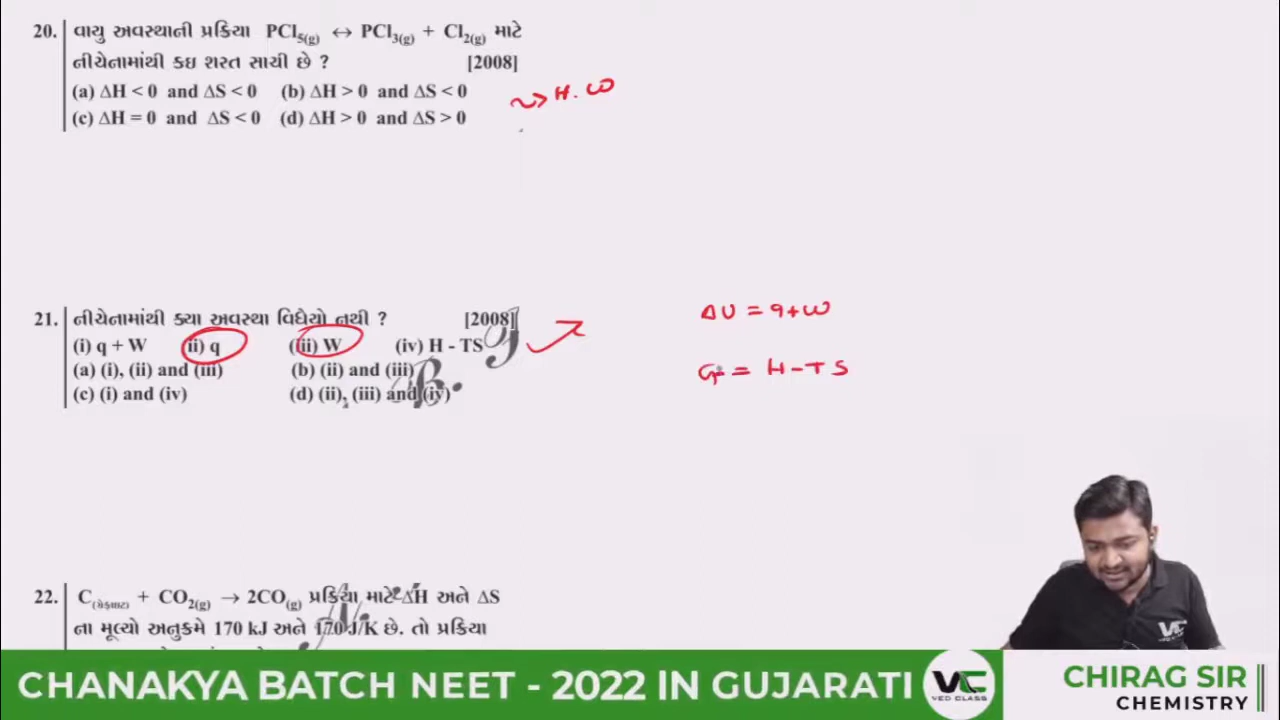 20. વાયુ અવસ્થાની પ્રક્રિયા PCl5(g) ↔ PCl3(g) + Cl2(g) માટે
નીચેનામાંથી કઇ શરત સાચી છે ? [2008]
(a) ΔH < 0 and ΔS < 0 (b) ΔH > 0 and ΔS < 0
(c) ΔH = 0 and ΔS < 0 (d) ΔH > 0 and ΔS > 0
H.W
21. નીચેનામાંથી ક્યા અવસ્થા વિધેયો નથી ? [2008]
(i) q + W (ii) q (iii) W (iv) H - TS
(a) (i), (ii) and (iii) (b) (ii) and (iii)
(c) (i) and (iv) (d) (ii), (iii) and (iv)
ΔU = q+W
G = H-TS
22. C(ગ્રેફાઇટ) + CO2(g) → 2CO(g) પ્રક્રિયા માટે ΔH અને ΔS
ના મૂલ્યો અનુક્રમે 170 kJ અને 170 J/K છે. તો પ્રક્રિયા
CHANAKYA BATCH NEET - 2022 IN GUJARATI
VED CLASS
CHIRAG SIR
CHEMISTRY